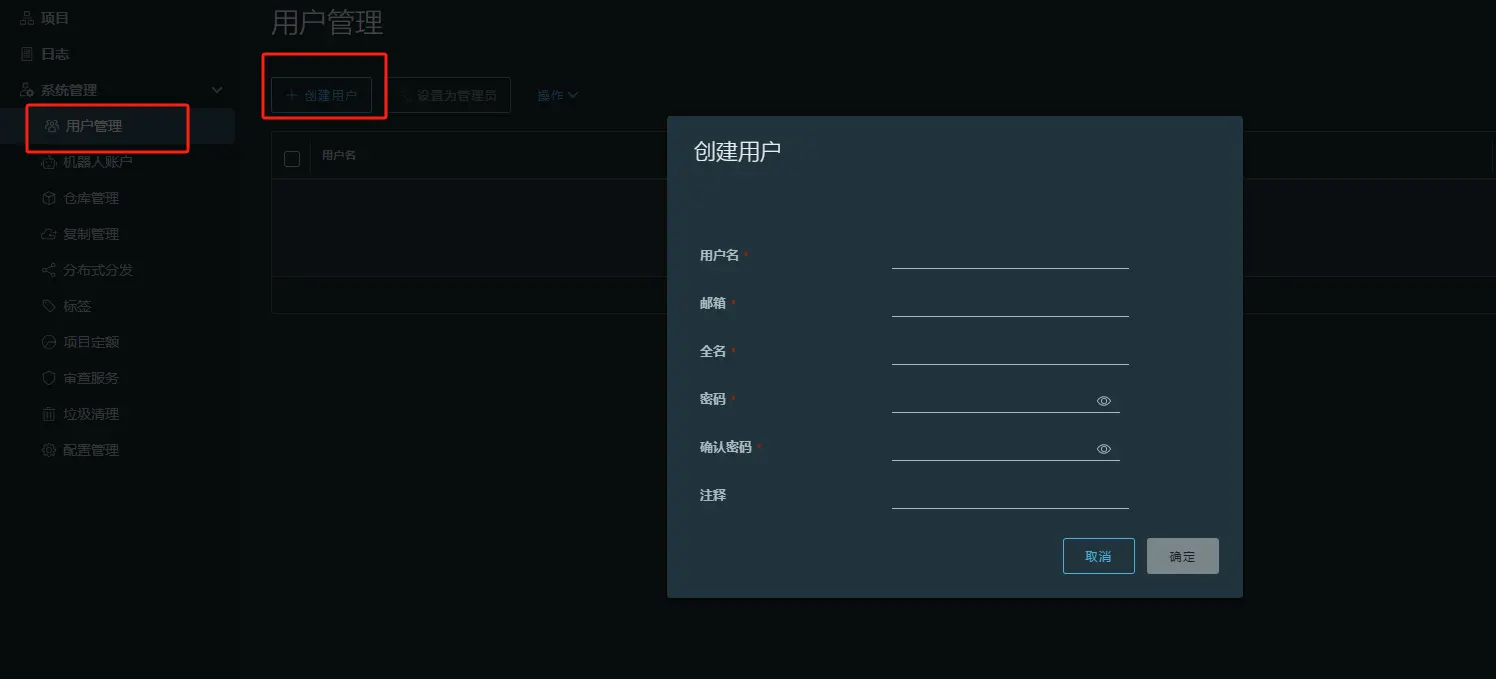 项目
日志
系统管理
用户管理
机器人账户
仓库管理
复制管理
分布式分发
标签
项目定额
审查服务
垃圾清理
配置管理
用户管理
+ 创建用户
设置为管理员
操作
用户名
创建用户
用户名 *
邮箱 *
全名 *
密码 *
确认密码 *
注释
取消
确定